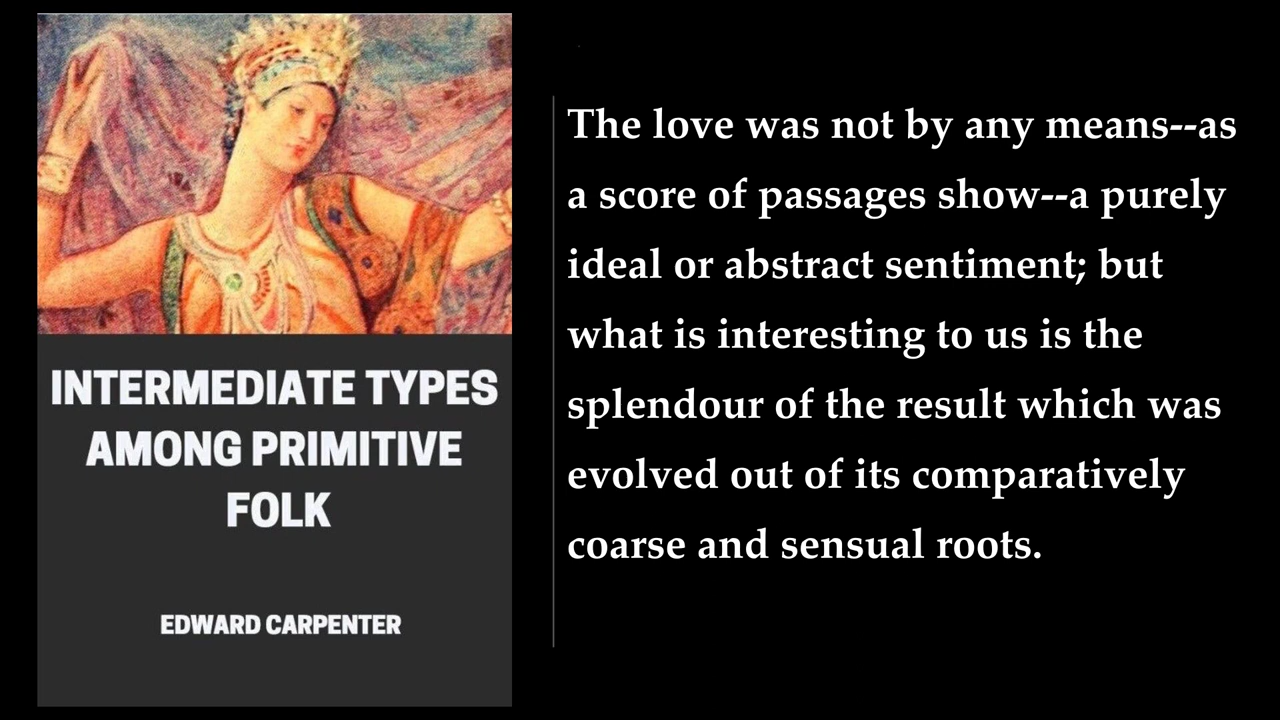 INTERMEDIATE TYPES
AMONG PRIMITIVE
FOLK
EDWARD CARPENTER
The love was not by any means--as
a score of passages show--a purely
ideal or abstract sentiment; but
what is interesting to us is the
splendour of the result which was
evolved out of its comparatively
coarse and sensual roots.